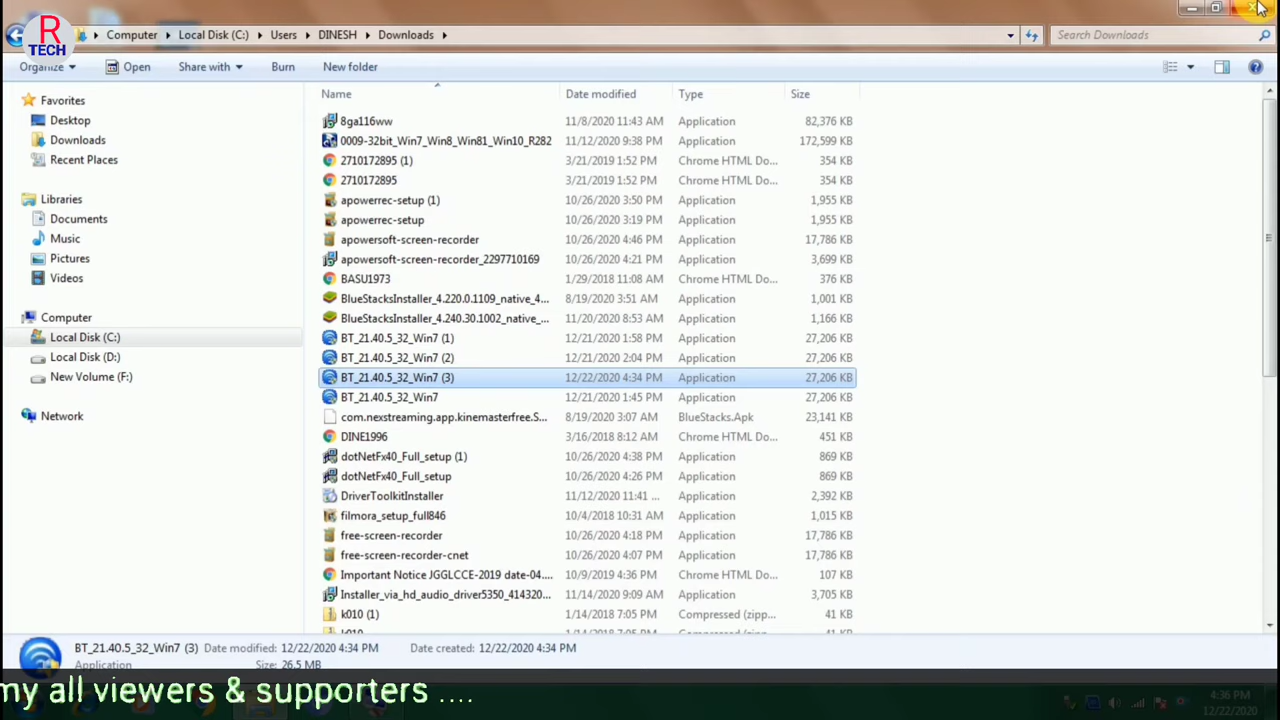 R
TECH
Computer Local Disk (C:) Users DINESH Downloads
Search Downloads
Organize Open Share with Burn New folder
Favorites
Desktop
Downloads
Recent Places
Libraries
Documents
Music
Pictures
Videos
Computer
Local Disk (C:)
Local Disk (D:)
New Volume (F:)
Network
Name Date modified Type Size
8ga116ww 11/8/2020 11:43 AM Application 82,376 KB
0009-32bit_Win7_Win8_Win81_Win10_R282 11/12/2020 9:38 PM Application 172,599 KB
2710172895 (1) 3/21/2019 1:52 PM Chrome HTML Do... 354 KB
2710172895 3/21/2019 1:52 PM Chrome HTML Do... 354 KB
apowerrec-setup (1) 10/26/2020 3:50 PM Application 1,955 KB
apowerrec-setup 10/26/2020 3:19 PM Application 1,955 KB
apowersoft-screen-recorder 10/26/2020 4:46 PM Application 17,786 KB
apowersoft-screen-recorder_2297710169 10/26/2020 4:21 PM Application 3,699 KB
BASU1973 1/29/2018 11:08 AM Chrome HTML Do... 376 KB
BlueStacksInstaller_4.220.0.1109_native_4... 8/19/2020 3:51 AM Application 1,001 KB
BlueStacksInstaller_4.240.30.1002_native_... 11/20/2020 8:53 AM Application 1,166 KB
BT_21.40.5_32_Win7 (1) 12/21/2020 1:58 PM Application 27,206 KB
BT_21.40.5_32_Win7 (2) 12/21/2020 2:04 PM Application 27,206 KB
BT_21.40.5_32_Win7 (3) 12/22/2020 4:34 PM Application 27,206 KB
BT_21.40.5_32_Win7 12/21/2020 1:45 PM Application 27,206 KB
com.nexstreaming.app.kinemasterfree.S... 8/19/2020 3:07 AM BlueStacks.Apk 23,141 KB
DINE1996 3/16/2018 8:12 AM Chrome HTML Do... 451 KB
dotNetFx40_Full_setup (1) 10/26/2020 4:38 PM Application 869 KB
dotNetFx40_Full_setup 10/26/2020 4:26 PM Application 869 KB
DriverToolkitInstaller 11/12/2020 11:41 ... Application 2,392 KB
filmora_setup_full846 10/4/2018 10:31 AM Application 1,015 KB
free-screen-recorder 10/26/2020 4:18 PM Application 17,786 KB
free-screen-recorder-cnet 10/26/2020 4:07 PM Application 17,786 KB
Important Notice JGGLCCE-2019 date-04.... 10/9/2019 4:36 PM Chrome HTML Do... 107 KB
Installer_via_hd_audio_driver5350_414320... 11/14/2020 9:09 AM Application 3,705 KB
k010 (1) 1/14/2018 7:05 PM Compressed (zipp... 41 KB
k010 1/14/2018 7:05 PM Compressed (zipp... 41 KB
BT_21.40.5_32_Win7 (3) Date modified: 12/22/2020 4:34 PM Date created: 12/22/2020 4:34 PM
Application Size: 26.5 MB
my all viewers & supporters ....
4:36 PM
12/22/2020